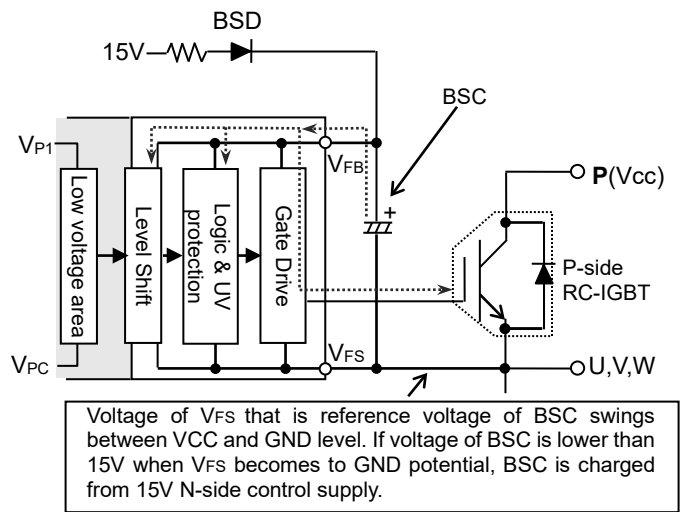 BSD
15V
BSC
VP1
VFB
+
P(Vcc)
Low voltage area
Level Shift
Logic & UV
protection
Gate Drive
P-side
RC-IGBT
VPC
VFS
U,V,W
Voltage of VFS that is reference voltage of BSC swings
between VCC and GND level. If voltage of BSC is lower than
15V when VFS becomes to GND potential, BSC is charged
from 15V N-side control supply.